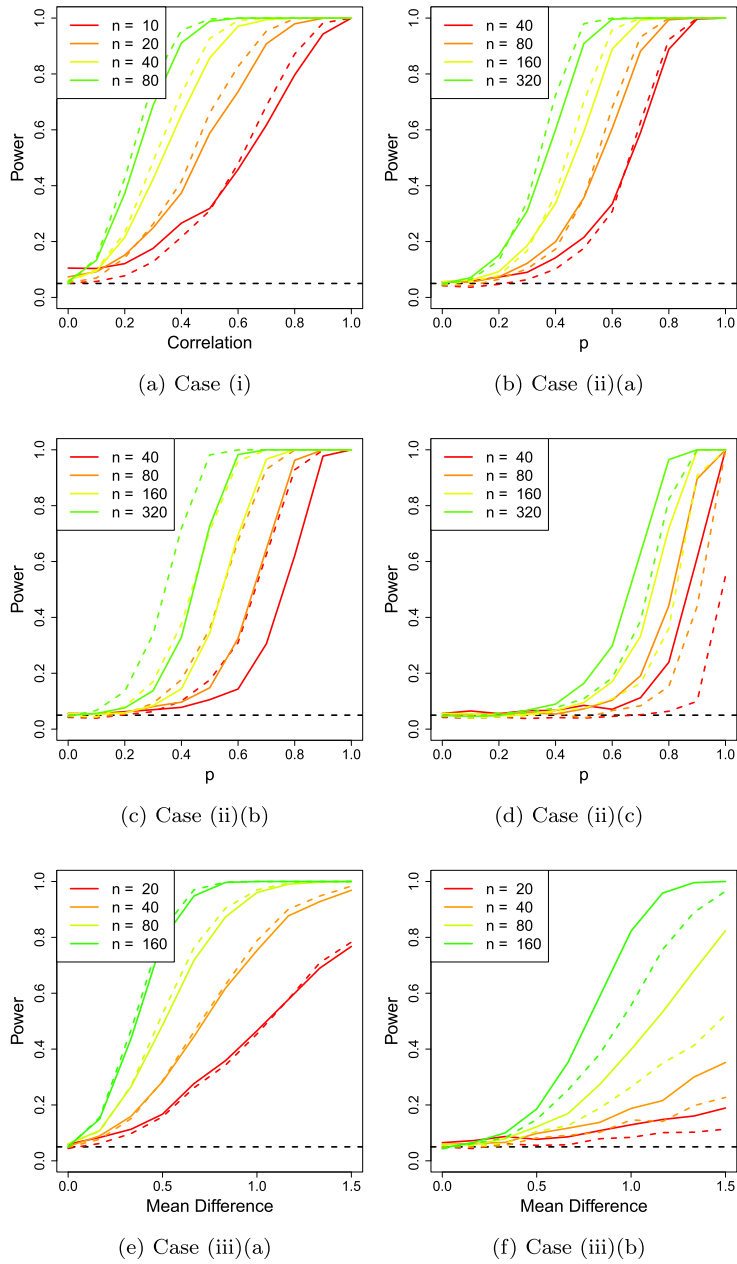 n = 10
n = 20
n = 40
n = 80
Power
0.0 0.2 0.4 0.6 0.8 1.0
0.0 0.2 0.4 0.6 0.8 1.0
Correlation
(a) Case (i)
n = 40
n = 80
n = 160
n = 320
Power
0.0 0.2 0.4 0.6 0.8 1.0
0.0 0.2 0.4 0.6 0.8 1.0
p
(b) Case (ii)(a)
n = 40
n = 80
n = 160
n = 320
Power
0.0 0.2 0.4 0.6 0.8 1.0
0.0 0.2 0.4 0.6 0.8 1.0
p
(c) Case (ii)(b)
n = 40
n = 80
n = 160
n = 320
Power
0.0 0.2 0.4 0.6 0.8 1.0
0.0 0.2 0.4 0.6 0.8 1.0
p
(d) Case (ii)(c)
n = 20
n = 40
n = 80
n = 160
Power
0.0 0.2 0.4 0.6 0.8 1.0
0.0 0.5 1.0 1.5
Mean Difference
(e) Case (iii)(a)
n = 20
n = 40
n = 80
n = 160
Power
0.0 0.2 0.4 0.6 0.8 1.0
0.0 0.5 1.0 1.5
Mean Difference
(f) Case (iii)(b)